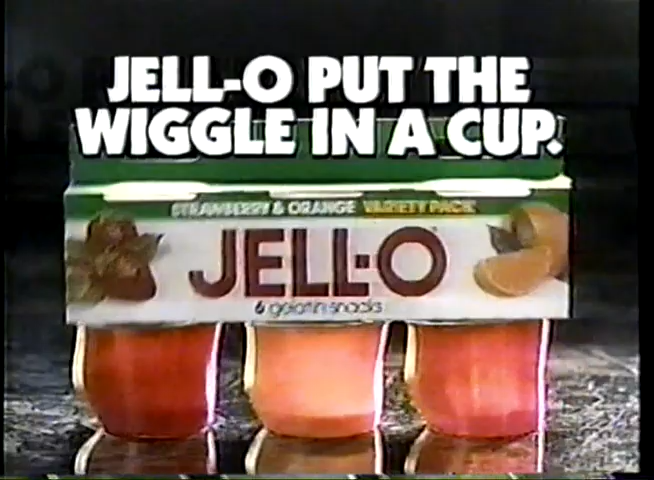 JELL-O PUT THE
WIGGLE IN A CUP.
STRAWBERRY & ORANGE VARIETY PACK
JELL-O
6 gelatin snacks